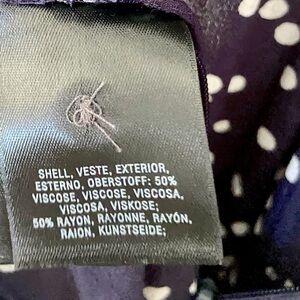 SHELL, VESTE, EXTERIOR,
ESTERNO, OBERSTOFF: 50%
VISCOSE, VISCOSE, VISCOSA,
VISCOSA, VISKOSE;
50% RAYON, RAYONNE, RAYÓN,
RAION, KUNSTSEIDE;